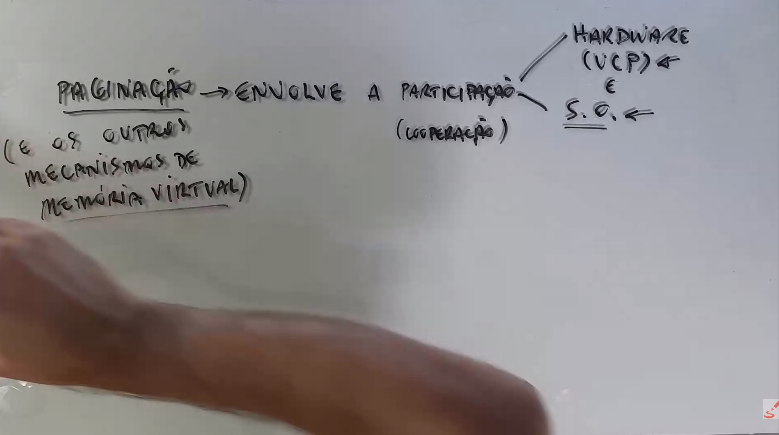 PAGINAÇÃO → ENVOLVE A PARTICIPAÇÃO
(E OS OUTROS
MECANISMOS DE
MEMÓRIA VIRTUAL)
(COOPERAÇÃO)
HARDWARE
(UCP) ←
E
S.O. ←